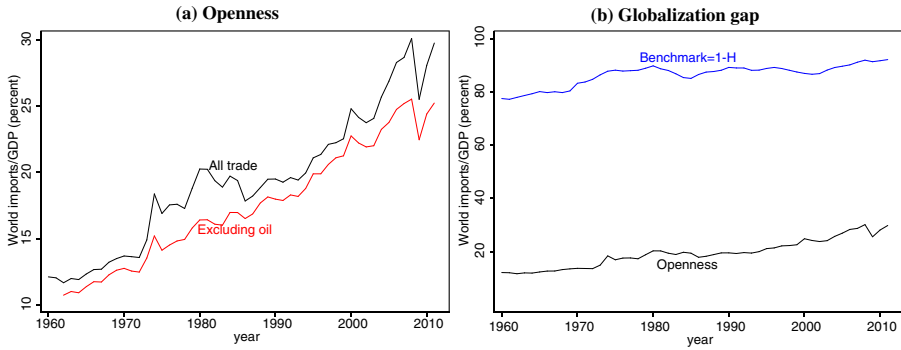 (a) Openness
World imports/GDP (percent)
30
25
20
15
10
All trade
Excluding oil
1960
1970
1980
1990
2000
2010
year
(b) Globalization gap
World imports/GDP (percent)
100
80
60
40
20
Benchmark=1-H
Openness
1960
1970
1980
1990
2000
2010
year